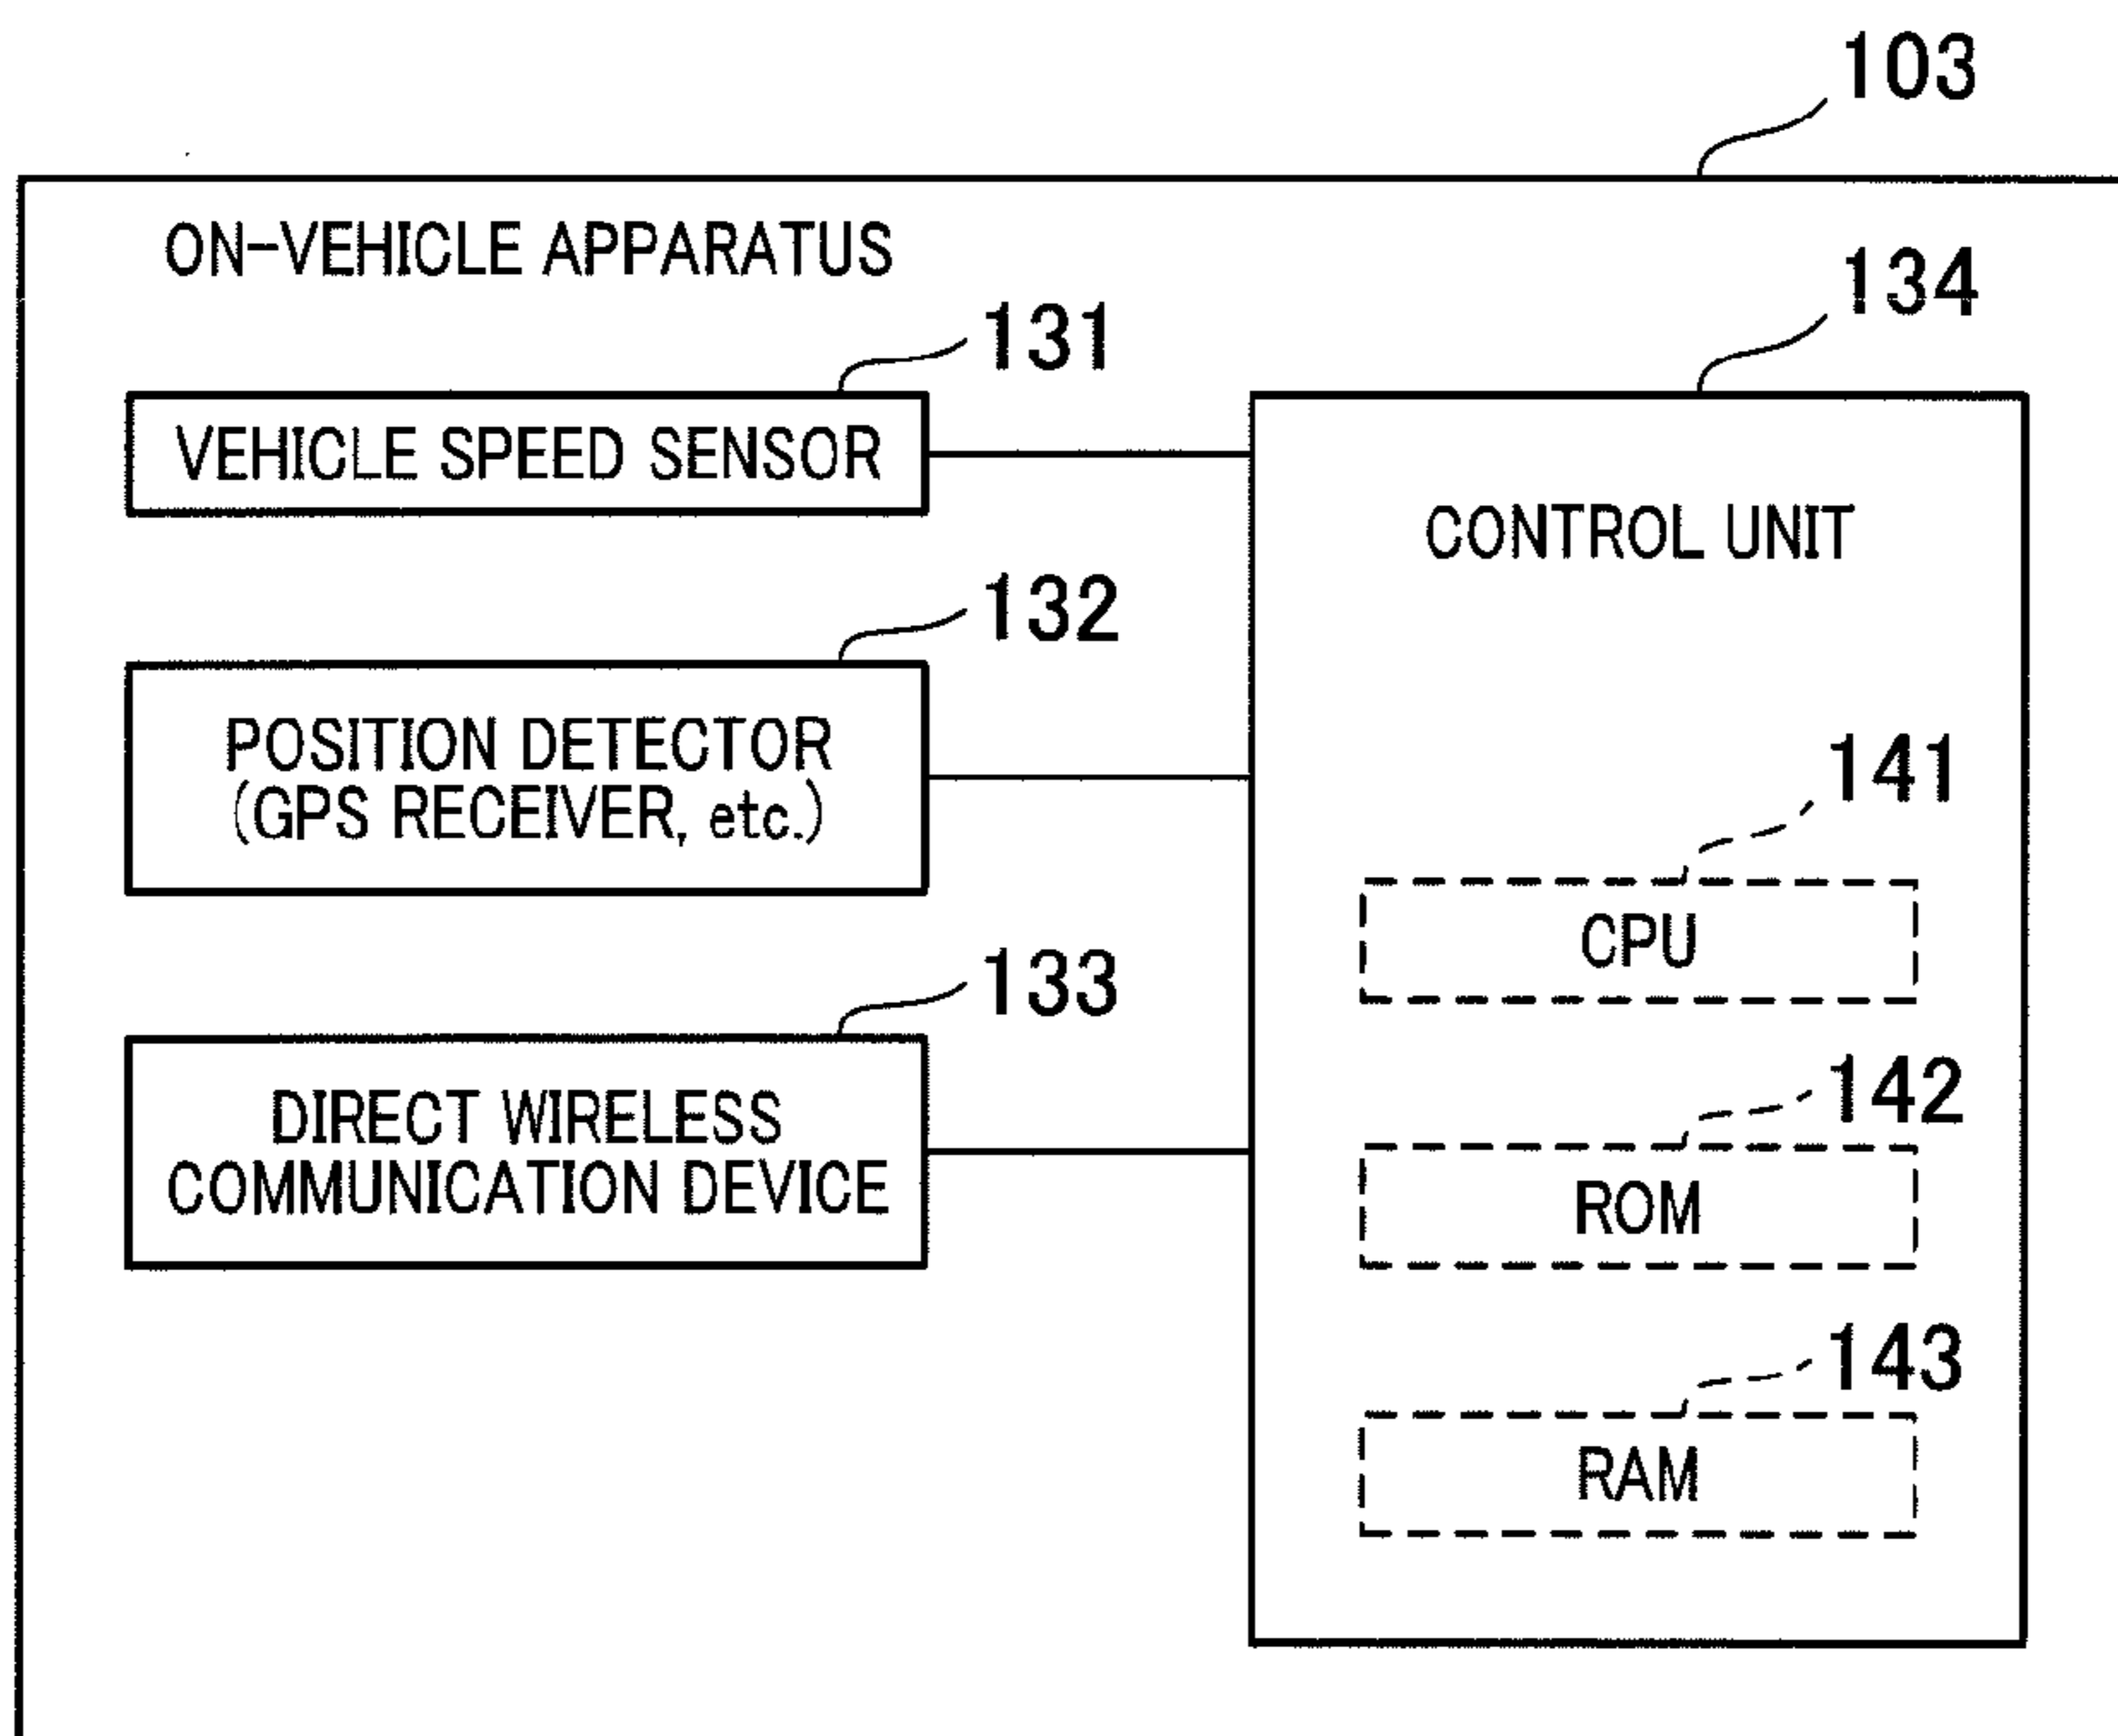 103
ON-VEHICLE APPARATUS
134
131
VEHICLE SPEED SENSOR
CONTROL UNIT
132
POSITION DETECTOR
(GPS RECEIVER, etc.)
141
CPU
133
DIRECT WIRELESS
COMMUNICATION DEVICE
142
ROM
143
RAM